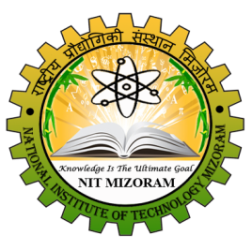 राष्ट्रीय प्रौद्योगिकी संस्थान मिज़ोरम
Knowledge Is The Ultimate Goal
NIT MIZORAM
NATIONAL INSTITUTE OF TECHNOLOGY MIZORAM